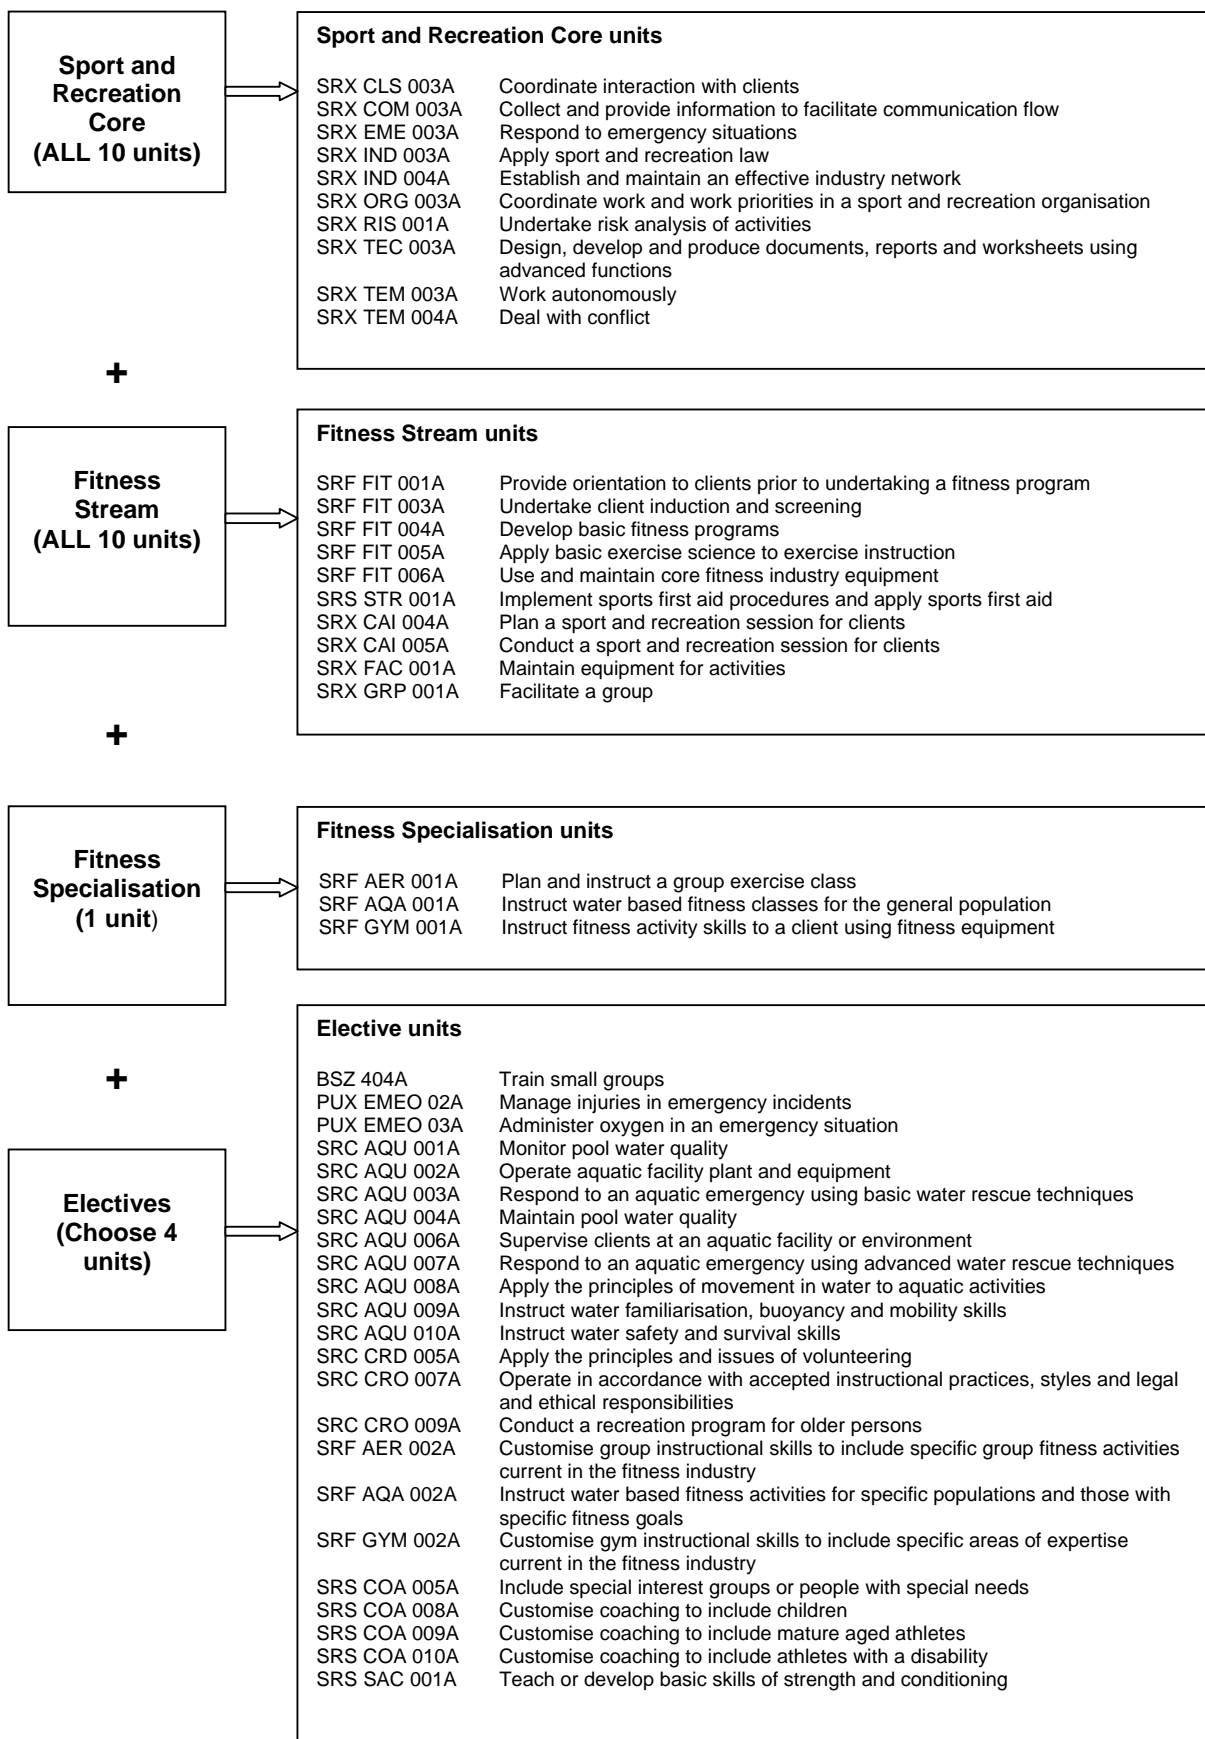 Sport and
Recreation
Core
(ALL 10 units)
Sport and Recreation Core units
SRX CLS 003A Coordinate interaction with clients
SRX COM 003A Collect and provide information to facilitate communication flow
SRX EME 003A Respond to emergency situations
SRX IND 003A Apply sport and recreation law
SRX IND 004A Establish and maintain an effective industry network
SRX ORG 003A Coordinate work and work priorities in a sport and recreation organisation
SRX RIS 001A Undertake risk analysis of activities
SRX TEC 003A Design, develop and produce documents, reports and worksheets using
advanced functions
SRX TEM 003A Work autonomously
SRX TEM 004A Deal with conflict
+
Fitness
Stream
(ALL 10 units)
Fitness Stream units
SRF FIT 001A Provide orientation to clients prior to undertaking a fitness program
SRF FIT 003A Undertake client induction and screening
SRF FIT 004A Develop basic fitness programs
SRF FIT 005A Apply basic exercise science to exercise instruction
SRF FIT 006A Use and maintain core fitness industry equipment
SRS STR 001A Implement sports first aid procedures and apply sports first aid
SRX CAI 004A Plan a sport and recreation session for clients
SRX CAI 005A Conduct a sport and recreation session for clients
SRX FAC 001A Maintain equipment for activities
SRX GRP 001A Facilitate a group
+
Fitness
Specialisation
(1 unit)
Fitness Specialisation units
SRF AER 001A Plan and instruct a group exercise class
SRF AQA 001A Instruct water based fitness classes for the general population
SRF GYM 001A Instruct fitness activity skills to a client using fitness equipment
+
Electives
(Choose 4
units)
Elective units
BSZ 404A Train small groups
PUX EMEO 02A Manage injuries in emergency incidents
PUX EMEO 03A Administer oxygen in an emergency situation
SRC AQU 001A Monitor pool water quality
SRC AQU 002A Operate aquatic facility plant and equipment
SRC AQU 003A Respond to an aquatic emergency using basic water rescue techniques
SRC AQU 004A Maintain pool water quality
SRC AQU 006A Supervise clients at an aquatic facility or environment
SRC AQU 007A Respond to an aquatic emergency using advanced water rescue techniques
SRC AQU 008A Apply the principles of movement in water to aquatic activities
SRC AQU 009A Instruct water familiarisation, buoyancy and mobility skills
SRC AQU 010A Instruct water safety and survival skills
SRC CRD 005A Apply the principles and issues of volunteering
SRC CRO 007A Operate in accordance with accepted instructional practices, styles and legal
and ethical responsibilities
SRC CRO 009A Conduct a recreation program for older persons
SRF AER 002A Customise group instructional skills to include specific group fitness activities
current in the fitness industry
SRF AQA 002A Instruct water based fitness activities for specific populations and those with
specific fitness goals
SRF GYM 002A Customise gym instructional skills to include specific areas of expertise
current in the fitness industry
SRS COA 005A Include special interest groups or people with special needs
SRS COA 008A Customise coaching to include children
SRS COA 009A Customise coaching to include mature aged athletes
SRS COA 010A Customise coaching to include athletes with a disability
SRS SAC 001A Teach or develop basic skills of strength and conditioning